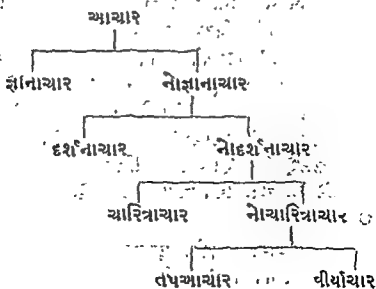 આચાર
જ્ઞાનાચાર નોજ્ઞાનાચાર
દર્શનાચાર નોદર્શનાચાર
ચારિત્રાચાર નોચારિત્રાચાર
તપઆચાર વીર્યાચાર